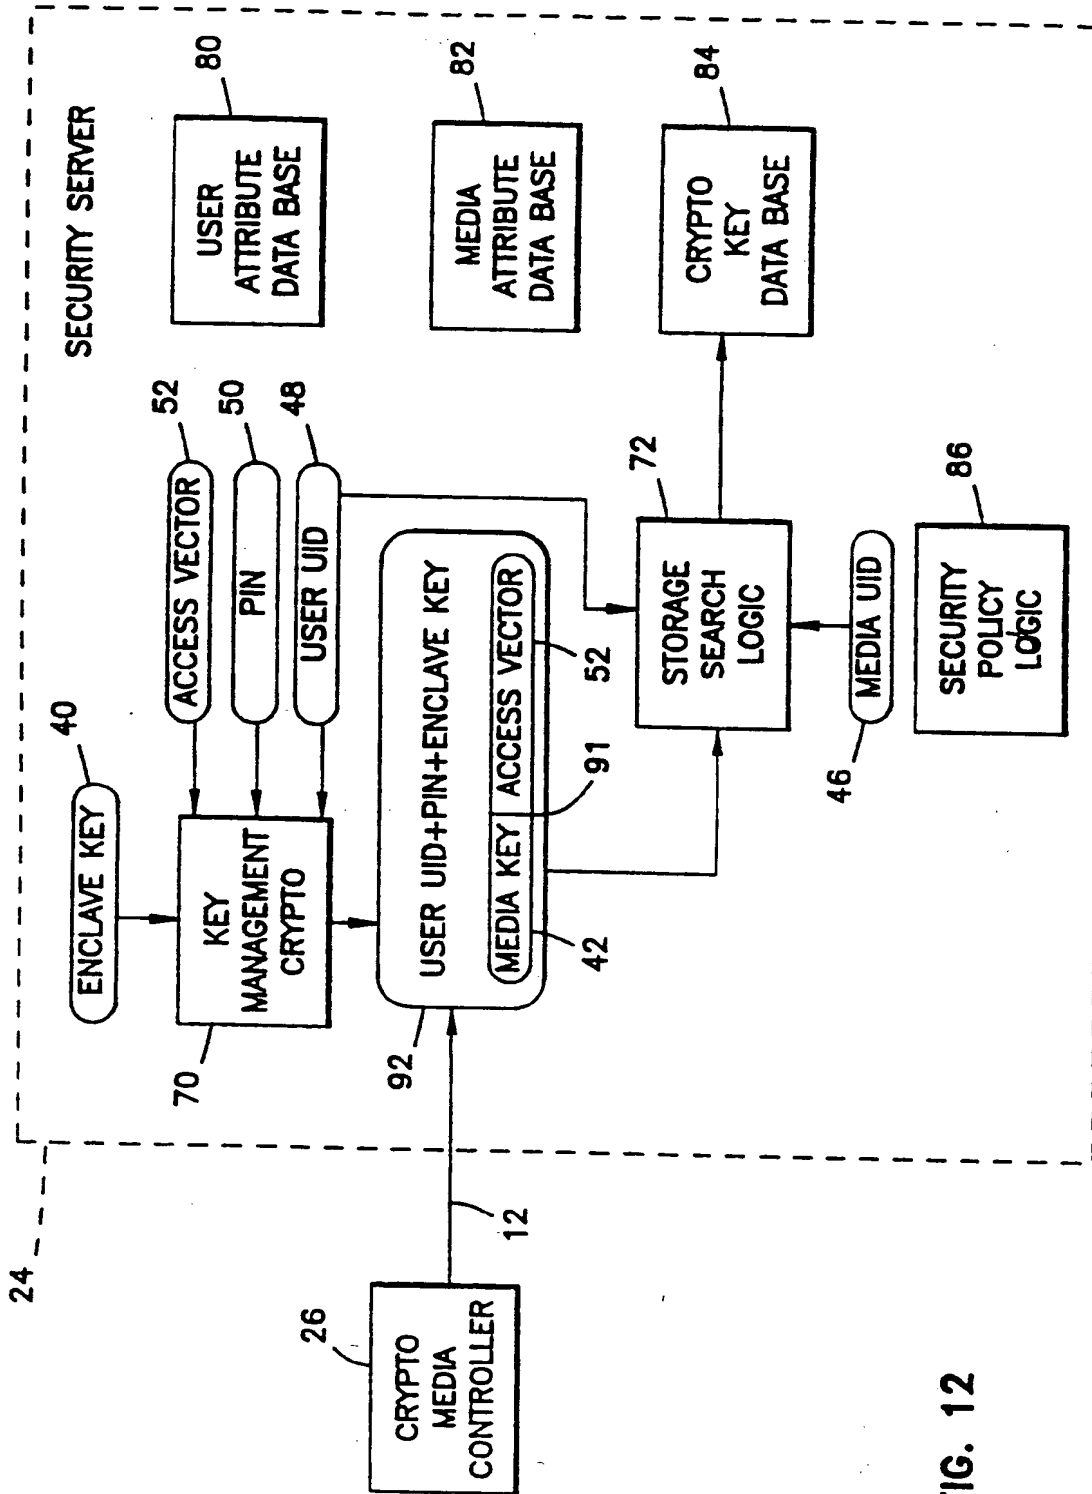 24
SECURITY SERVER
40
ENCLAVE KEY
52
ACCESS VECTOR
50
PIN
48
USER UID
80
USER
ATTRIBUTE
DATA BASE
70
KEY
MANAGEMENT
CRYPTO
82
MEDIA
ATTRIBUTE
DATA BASE
26
CRYPTO
MEDIA
CONTROLLER
12
92
USER UID+PIN+ENCLAVE KEY
MEDIA KEY
ACCESS VECTOR
42
91
52
72
STORAGE
SEARCH
LOGIC
84
CRYPTO
KEY
DATA BASE
46
MEDIA UID
86
SECURITY
POLICY
LOGIC
FIG. 12